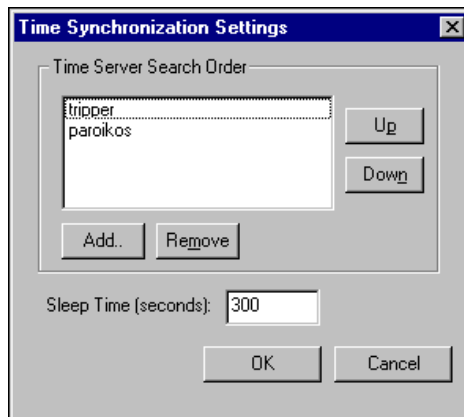 Time Synchronization Settings
Time Server Search Order
tripper
paroikos
Up
Down
Add..
Remove
Sleep Time (seconds):
300
OK
Cancel